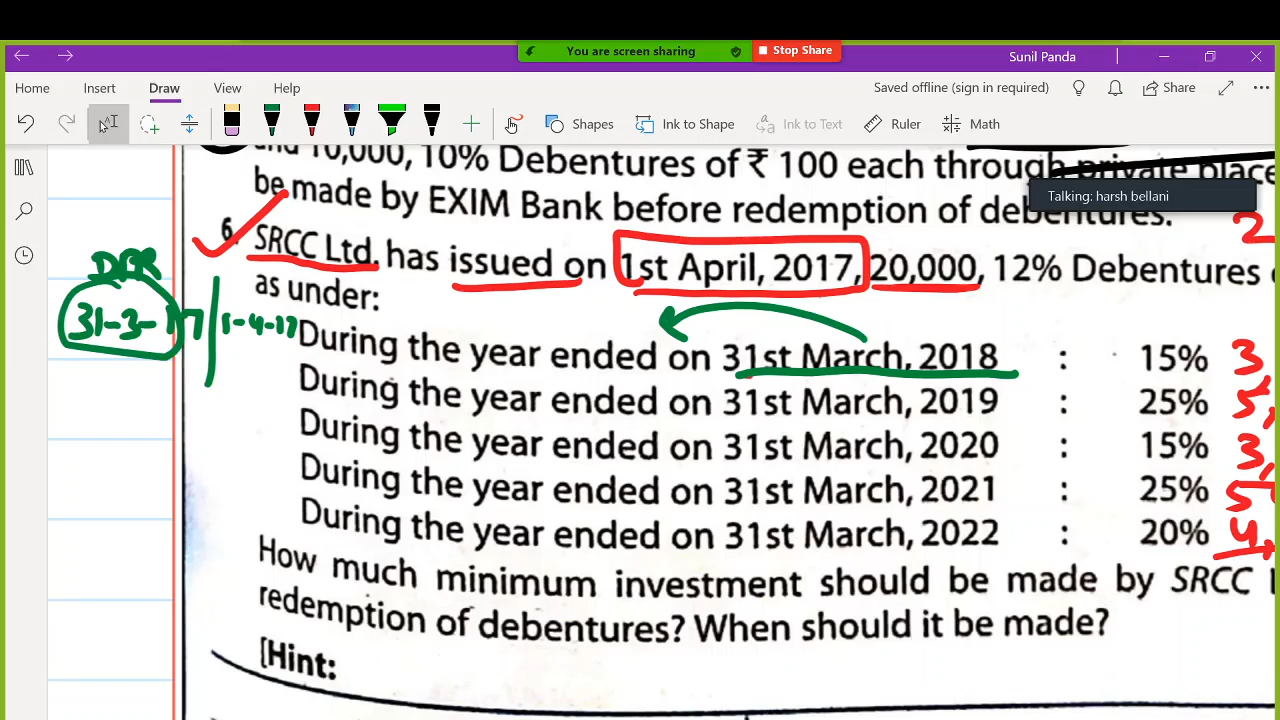 You are screen sharing Stop Share
Sunil Panda
Home Insert Draw View Help Saved offline (sign in required) Share
Shapes Ink to Shape Ink to Text Ruler Math
and 10,000, 10% Debentures of ₹ 100 each through private place
Talking: harsh bellani
be made by EXIM Bank before redemption of debentures.
2
6. SRCC Ltd. has issued on 1st April, 2017, 20,000, 12% Debentures
as under:
DRR
31-3-17 1-4-17
During the year ended on 31st March, 2018 : 15% 3
During the year ended on 31st March, 2019 : 25% 5,
During the year ended on 31st March, 2020 : 15% 3,
During the year ended on 31st March, 2021 : 25% 5
During the year ended on 31st March, 2022 : 20%
How much minimum investment should be made by SRCC
redemption of debentures? When should it be made?
[Hint: